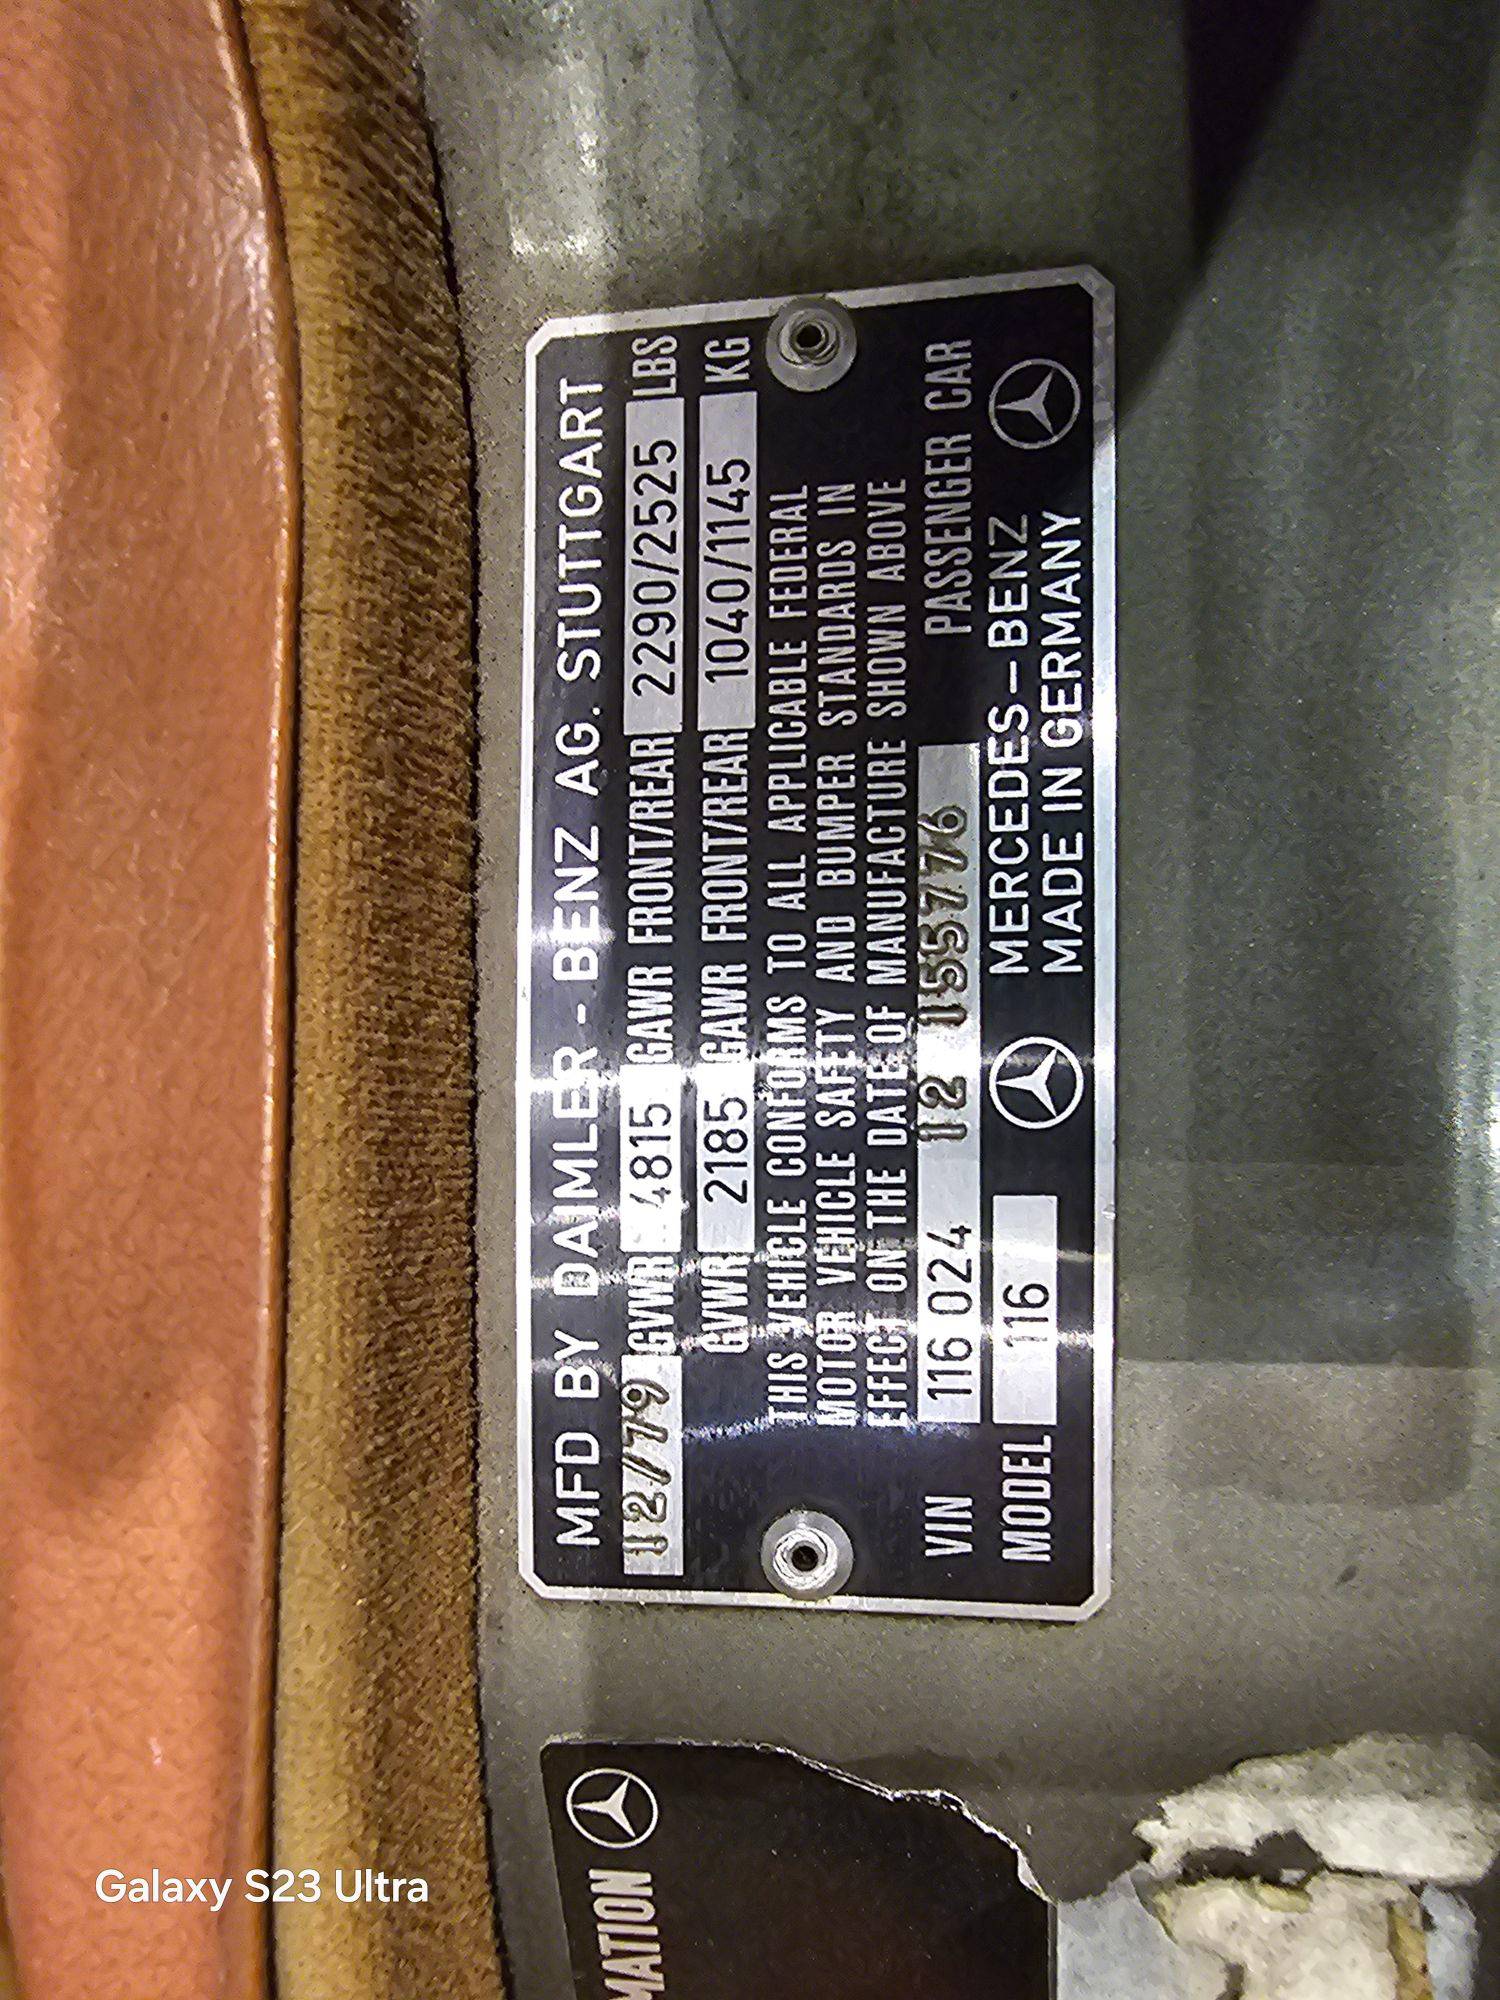 MFD BY DAIMLER - BENZ AG. STUTTGART
12/79 GVWR 4815 GAWR FRONT/REAR 2290/2525 LBS
GVWR 2185 GAWR FRONT/REAR 1040/1145 KG
THIS VEHICLE CONFORMS TO ALL APPLICABLE FEDERAL
MOTOR VEHICLE SAFETY AND BUMPER STANDARDS IN
EFFECT ON THE DATE OF MANUFACTURE SHOWN ABOVE
VIN 116 024 12 155776 PASSENGER CAR
MODEL 116
MERCEDES-BENZ
MADE IN GERMANY
MATION
Galaxy S23 Ultra